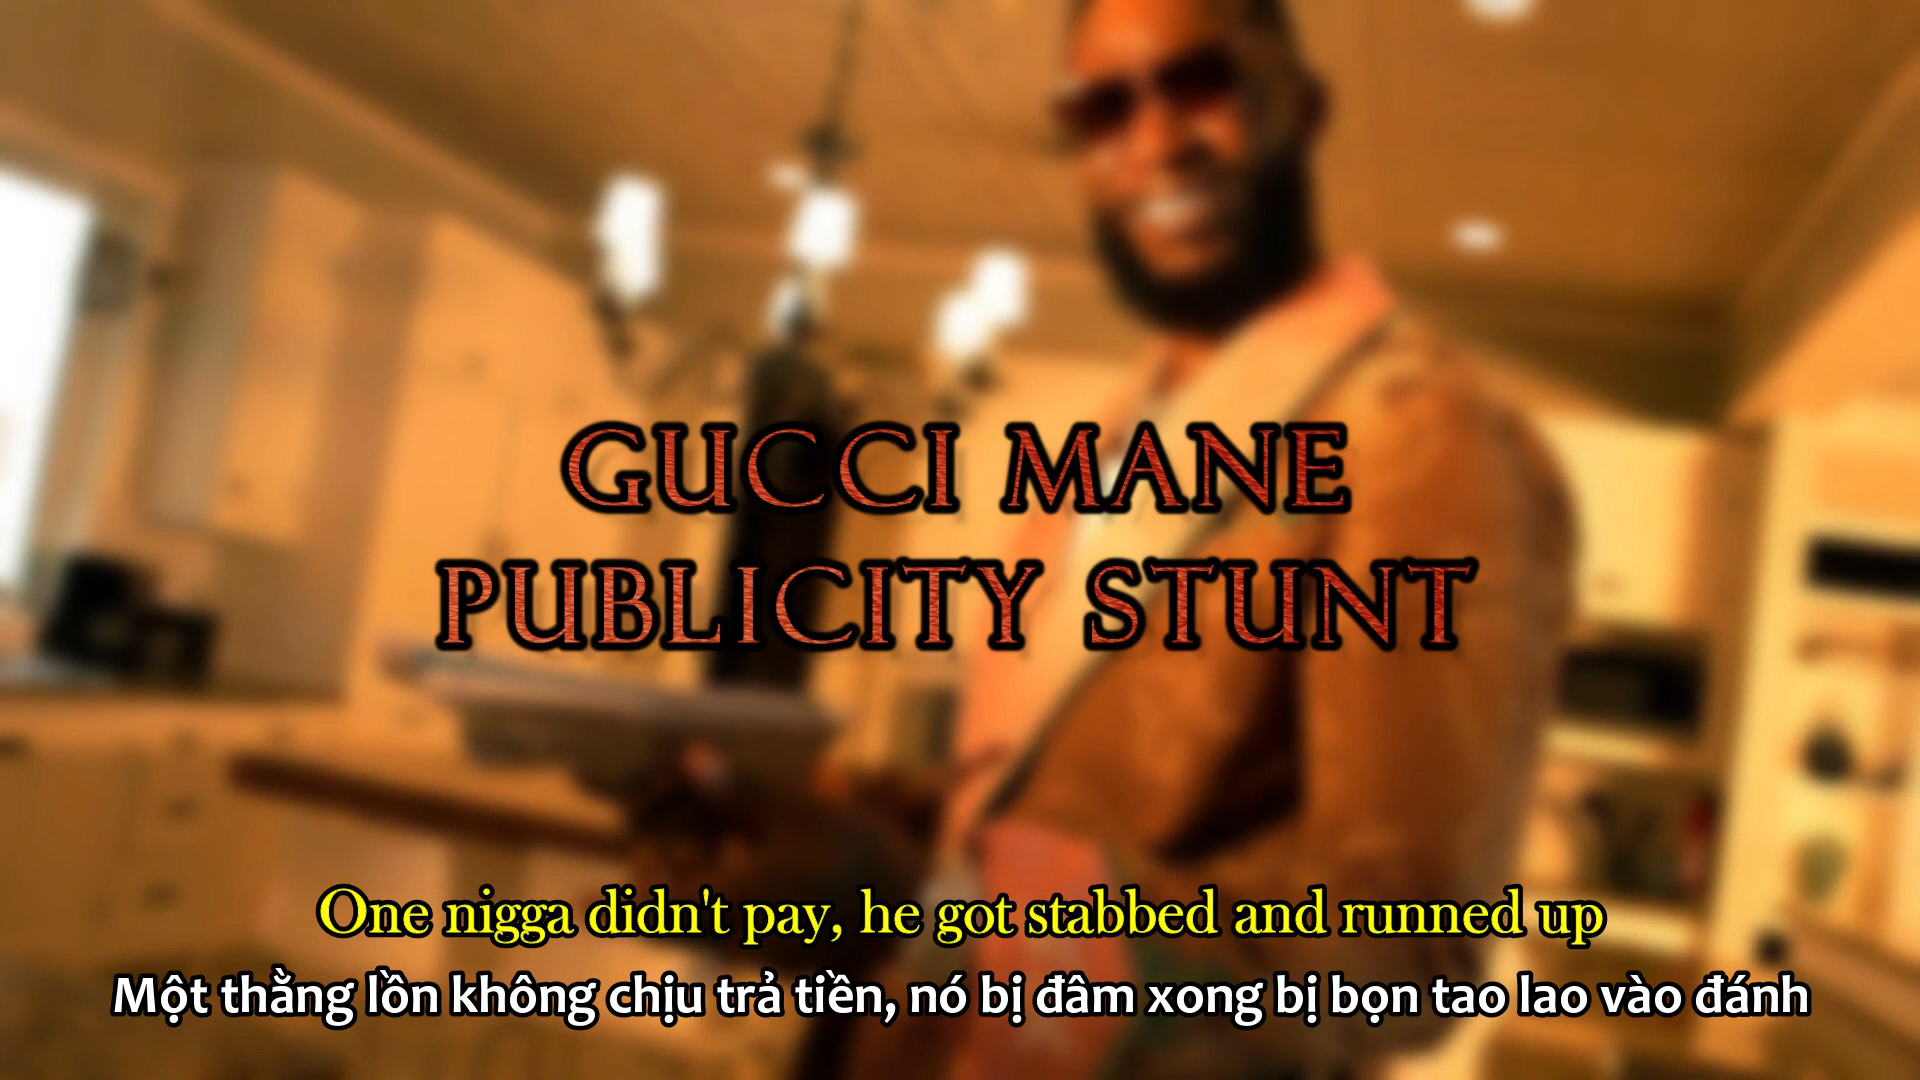 GUCCI MANE
PUBLICITY STUNT
One nigga didn't pay, he got stabbed and runned up
Một thằng lồn không chịu trả tiền, nó bị đâm xong bị bọn tao lao vào đánh